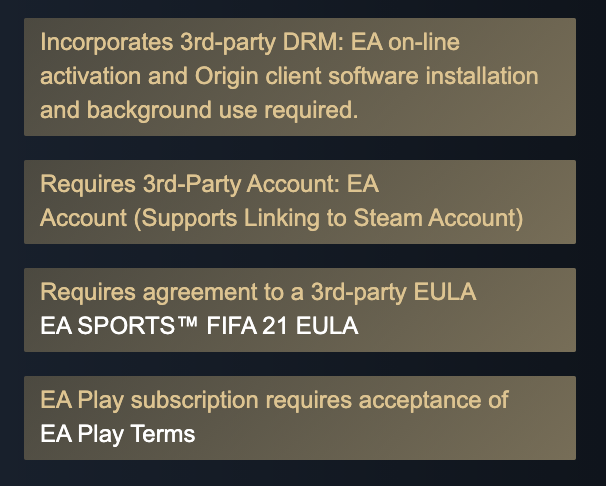 Incorporates 3rd-party DRM: EA on-line
activation and Origin client software installation
and background use required.
Requires 3rd-Party Account: EA
Account (Supports Linking to Steam Account)
Requires agreement to a 3rd-party EULA
EA SPORTS™ FIFA 21 EULA
EA Play subscription requires acceptance of
EA Play Terms